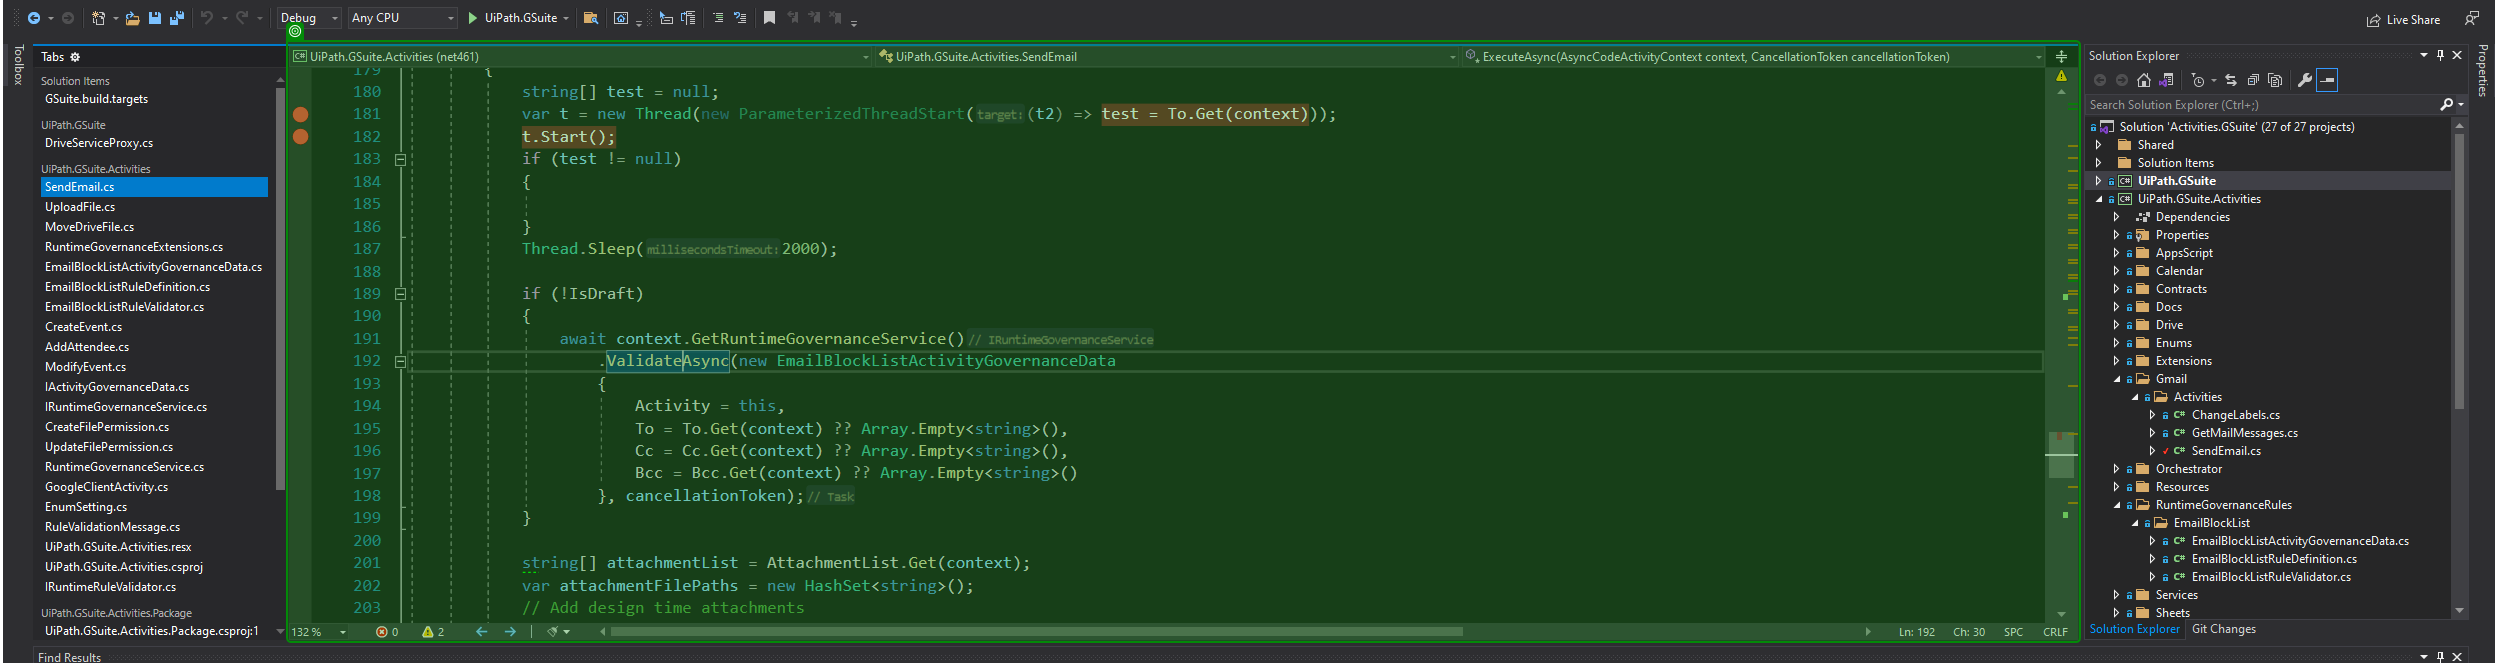 Debug
Any CPU
UiPath.GSuite
Live Share
Toolbox
Tabs
Solution Items
GSuite.build.targets
UiPath.GSuite
DriveServiceProxy.cs
UiPath.GSuite.Activities
SendEmail.cs
UploadFile.cs
MoveDriveFile.cs
RuntimeGovernanceExtensions.cs
EmailBlockListActivityGovernanceData.cs
EmailBlockListRuleDefinition.cs
EmailBlockListRuleValidator.cs
CreateEvent.cs
AddAttendee.cs
ModifyEvent.cs
IActivityGovernanceData.cs
IRuntimeGovernanceService.cs
CreateFilePermission.cs
UpdateFilePermission.cs
RuntimeGovernanceService.cs
GoogleClientActivity.cs
EnumSetting.cs
RuleValidationMessage.cs
UiPath.GSuite.Activities.resx
UiPath.GSuite.Activities.csproj
IRuntimeRuleValidator.cs
UiPath.GSuite.Activities.Package
UiPath.GSuite.Activities.Package.csproj:1
UiPath.GSuite.Activities (net461)
UiPath.GSuite.Activities.SendEmail
ExecuteAsync(AsyncCodeActivityContext context, CancellationToken cancellationToken)
179 {
180 string[] test = null;
181 var t = new Thread(new ParameterizedThreadStart(target: (t2) => test = To.Get(context)));
182 t.Start();
183 if (test != null)
184 {
185
186 }
187 Thread.Sleep(millisecondsTimeout: 2000);
188
189 if (!IsDraft)
190 {
191 await context.GetRuntimeGovernanceService() // IRuntimeGovernanceService
192 .ValidateAsync(new EmailBlockListActivityGovernanceData
193 {
194 Activity = this,
195 To = To.Get(context) ?? Array.Empty<string>(),
196 Cc = Cc.Get(context) ?? Array.Empty<string>(),
197 Bcc = Bcc.Get(context) ?? Array.Empty<string>()
198 }, cancellationToken); // Task
199 }
200
201 string[] attachmentList = AttachmentList.Get(context);
202 var attachmentFilePaths = new HashSet<string>();
203 // Add design time attachments
132 %
0
2
Ln: 192
Ch: 30
SPC
CRLF
Solution Explorer
Search Solution Explorer (Ctrl+;)
Solution 'Activities.GSuite' (27 of 27 projects)
Shared
Solution Items
C# UiPath.GSuite
C# UiPath.GSuite.Activities
Dependencies
Properties
AppsScript
Calendar
Contracts
Docs
Drive
Enums
Extensions
Gmail
Activities
C# ChangeLabels.cs
C# GetMailMessages.cs
C# SendEmail.cs
Orchestrator
Resources
RuntimeGovernanceRules
EmailBlockList
C# EmailBlockListActivityGovernanceData.cs
C# EmailBlockListRuleDefinition.cs
C# EmailBlockListRuleValidator.cs
Services
Sheets
Solution Explorer
Git Changes
Properties
Find Results